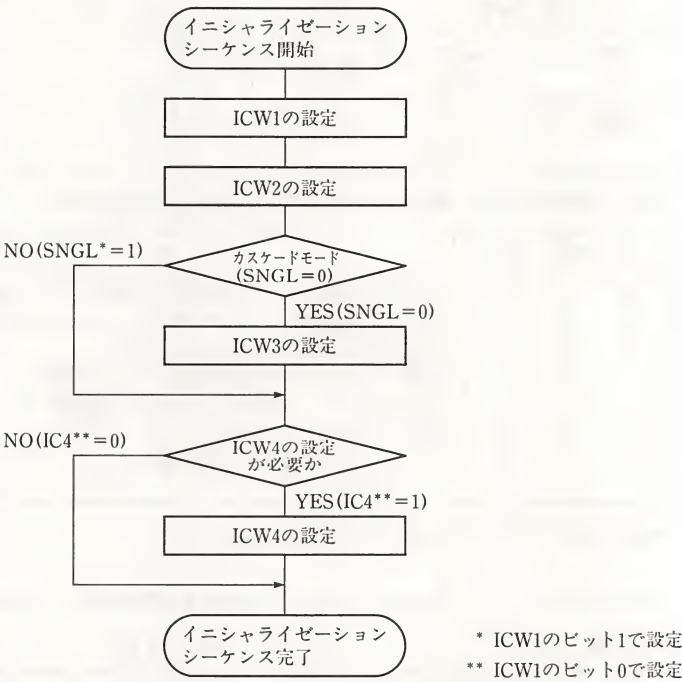 イニシャライゼーション
シーケンス開始
ICW1の設定
ICW2の設定
NO(SNGL*=1)
カスケードモード
(SNGL=0)
YES(SNGL=0)
ICW3の設定
NO(IC4**=0)
ICW4の設定
が必要か
YES(IC4**=1)
ICW4の設定
イニシャライゼーション
シーケンス完了
* ICW1のビット1で設定
** ICW1のビット0で設定